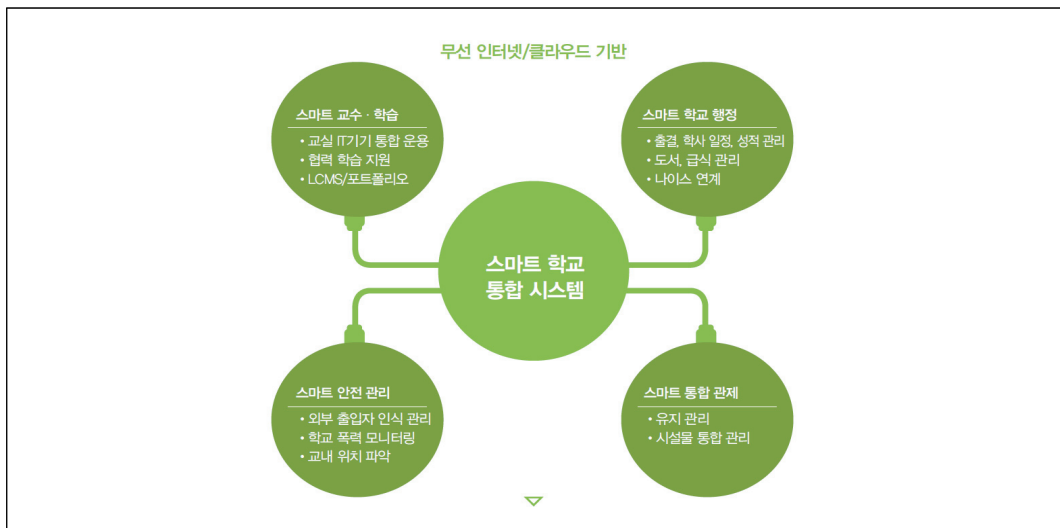 무선 인터넷/클라우드 기반
스마트 교수 · 학습
• 교실 IT기기 통합 운용
• 협력 학습 지원
• LCMS/포트폴리오
스마트 학교 행정
• 출결, 학사 일정, 성적 관리
• 도서, 급식 관리
• 나이스 연계
스마트 학교
통합 시스템
스마트 안전 관리
• 외부 출입자 인식 관리
• 학교 폭력 모니터링
• 교내 위치 파악
스마트 통합 관제
• 유지 관리
• 시설물 통합 관리